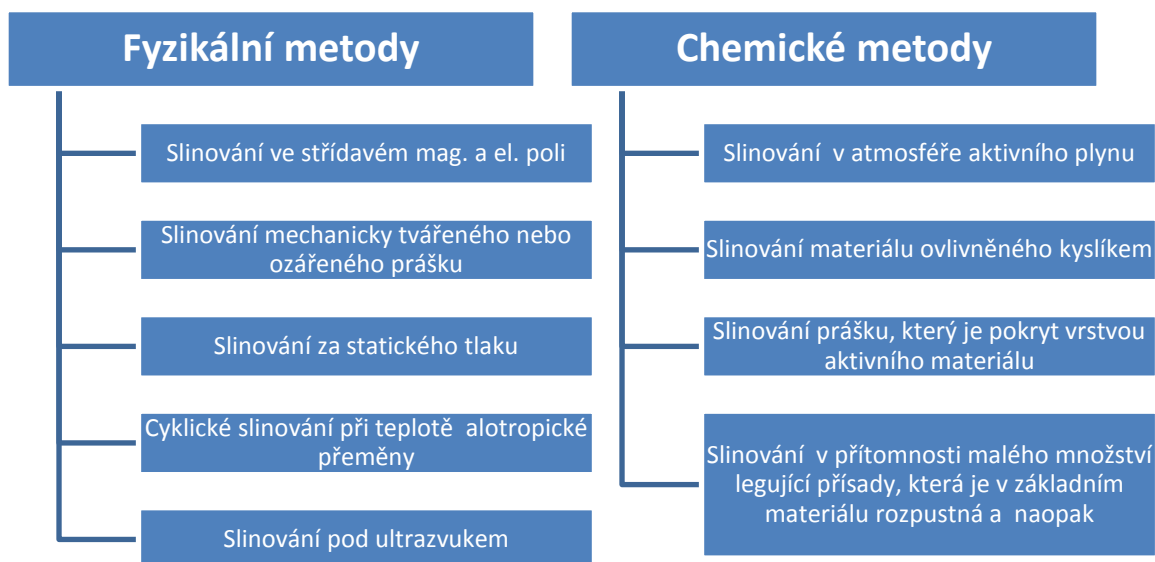 Fyzikální metody
Slinování ve střídavém mag. a el. poli
Slinování mechanicky tvářeného nebo
ozářeného prášku
Slinování za statického tlaku
Cyklické slinování při teplotě alotropické
přeměny
Slinování pod ultrazvukem
Chemické metody
Slinování v atmosféře aktivního plynu
Slinování materiálu ovlivněného kyslíkem
Slinování prášku, který je pokryt vrstvou
aktivního materiálu
Slinování v přítomnosti malého množství
legující přísady, která je v základním
materiálu rozpustná a naopak